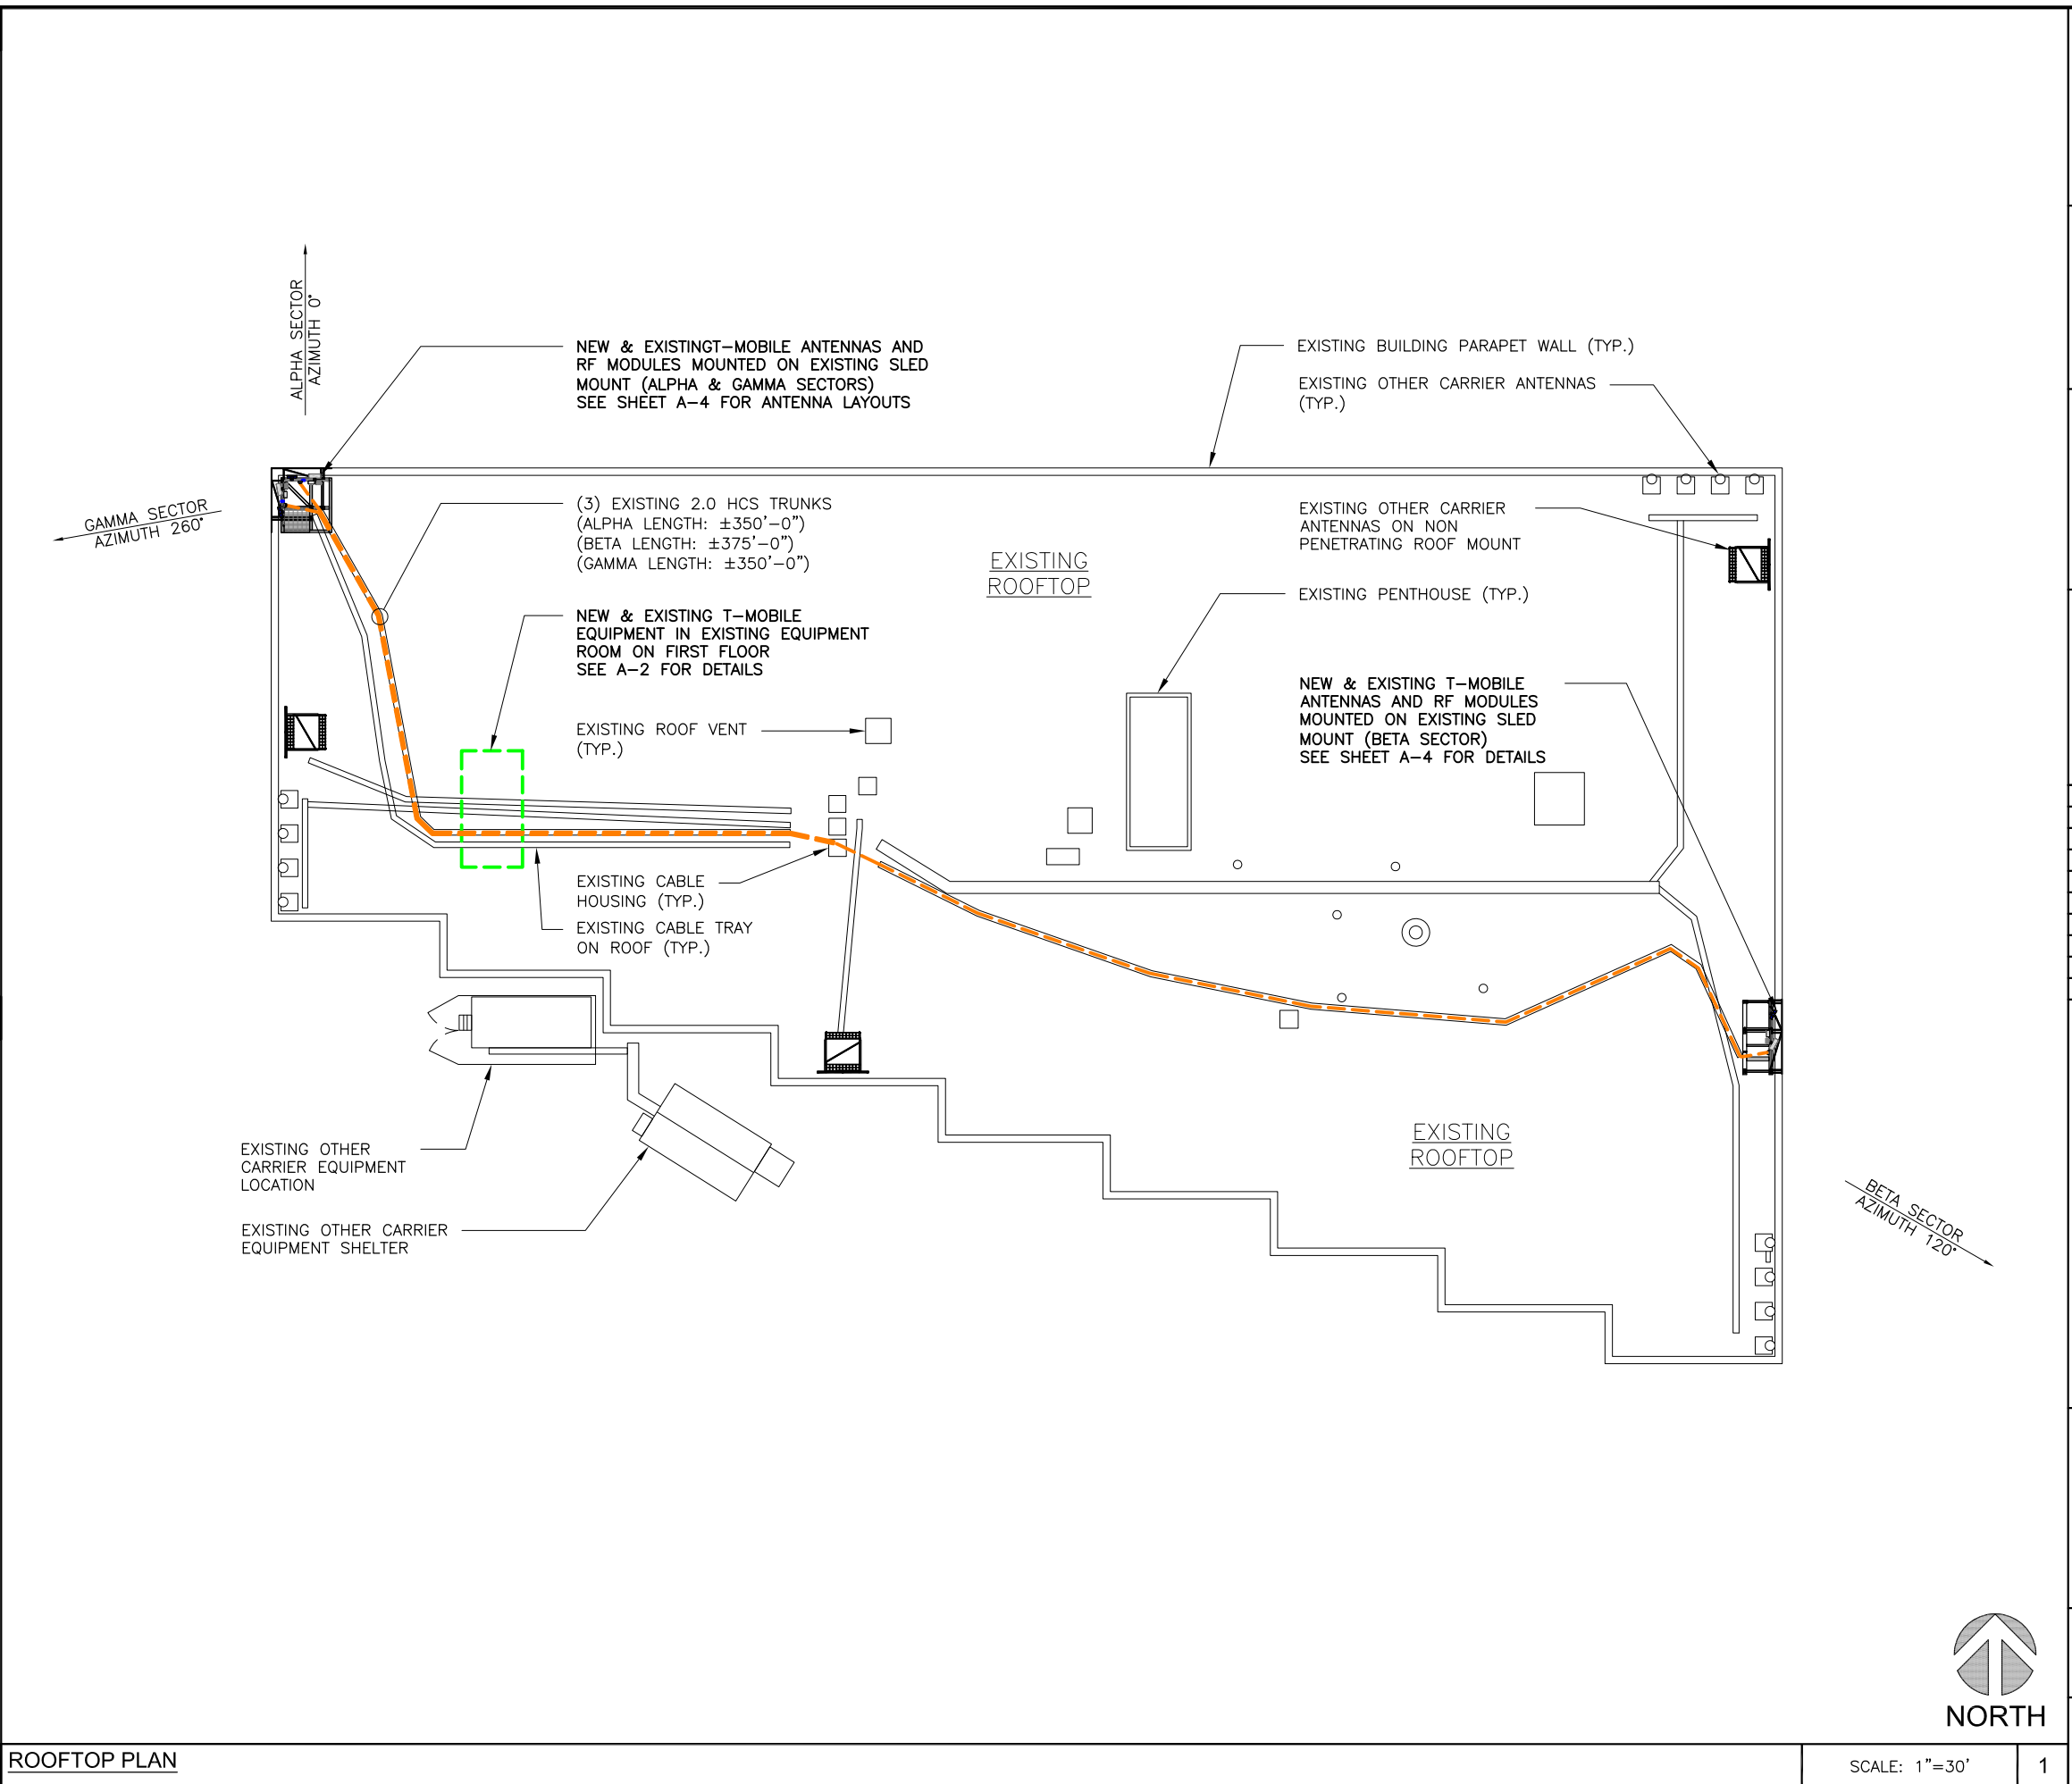 ALPHA SECTOR
AZIMUTH 0°
NEW & EXISTINGT-MOBILE ANTENNAS AND
RF MODULES MOUNTED ON EXISTING SLED
MOUNT (ALPHA & GAMMA SECTORS)
SEE SHEET A-4 FOR ANTENNA LAYOUTS
EXISTING BUILDING PARAPET WALL (TYP.)
EXISTING OTHER CARRIER ANTENNAS
(TYP.)
GAMMA SECTOR
AZIMUTH 260°
(3) EXISTING 2.0 HCS TRUNKS
(ALPHA LENGTH: ±350'-0")
(BETA LENGTH: ±375'-0")
(GAMMA LENGTH: ±350'-0")
EXISTING
ROOFTOP
EXISTING OTHER CARRIER
ANTENNAS ON NON
PENETRATING ROOF MOUNT
EXISTING PENTHOUSE (TYP.)
NEW & EXISTING T-MOBILE
EQUIPMENT IN EXISTING EQUIPMENT
ROOM ON FIRST FLOOR
SEE A-2 FOR DETAILS
NEW & EXISTING T-MOBILE
ANTENNAS AND RF MODULES
MOUNTED ON EXISTING SLED
MOUNT (BETA SECTOR)
SEE SHEET A-4 FOR DETAILS
EXISTING ROOF VENT
(TYP.)
EXISTING CABLE
HOUSING (TYP.)
EXISTING CABLE TRAY
ON ROOF (TYP.)
EXISTING OTHER
CARRIER EQUIPMENT
LOCATION
EXISTING OTHER CARRIER
EQUIPMENT SHELTER
EXISTING
ROOFTOP
BETA SECTOR
AZIMUTH 120°
NORTH
ROOFTOP PLAN
SCALE: 1"=30'
1